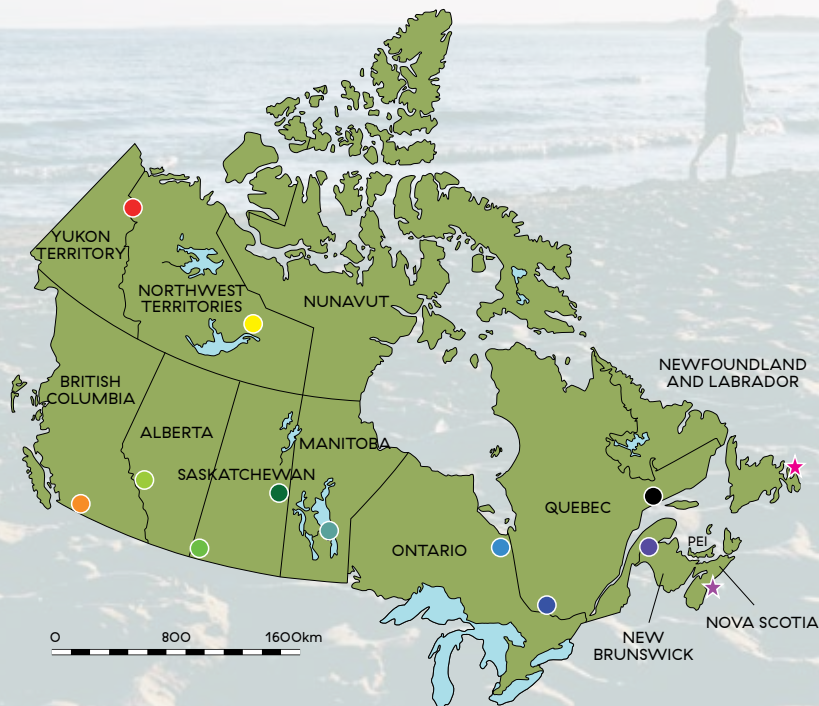 YUKON
TERRITORY
NORTHWEST
TERRITORIES
NUNAVUT
BRITISH
COLUMBIA
ALBERTA
SASKATCHEWAN
MANITOBA
ONTARIO
QUEBEC
NEWFOUNDLAND
AND LABRADOR
PEI
NOVA SCOTIA
NEW
BRUNSWICK
0 800 1600km